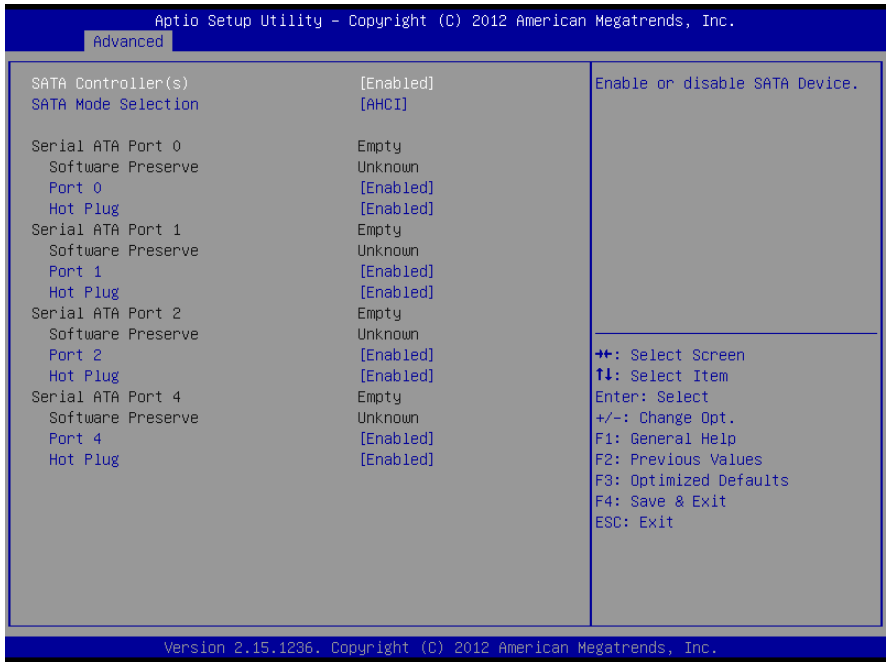 Aptio Setup Utility – Copyright (C) 2012 American Megatrends, Inc.
Advanced
SATA Controller(s) [Enabled]
SATA Mode Selection [AHCI]
Serial ATA Port 0 Empty
Software Preserve Unknown
Port 0 [Enabled]
Hot Plug [Enabled]
Serial ATA Port 1 Empty
Software Preserve Unknown
Port 1 [Enabled]
Hot Plug [Enabled]
Serial ATA Port 2 Empty
Software Preserve Unknown
Port 2 [Enabled]
Hot Plug [Enabled]
Serial ATA Port 4 Empty
Software Preserve Unknown
Port 4 [Enabled]
Hot Plug [Enabled]
Enable or disable SATA Device.
→←: Select Screen
↑↓: Select Item
Enter: Select
+/-: Change Opt.
F1: General Help
F2: Previous Values
F3: Optimized Defaults
F4: Save & Exit
ESC: Exit
Version 2.15.1236. Copyright (C) 2012 American Megatrends, Inc.